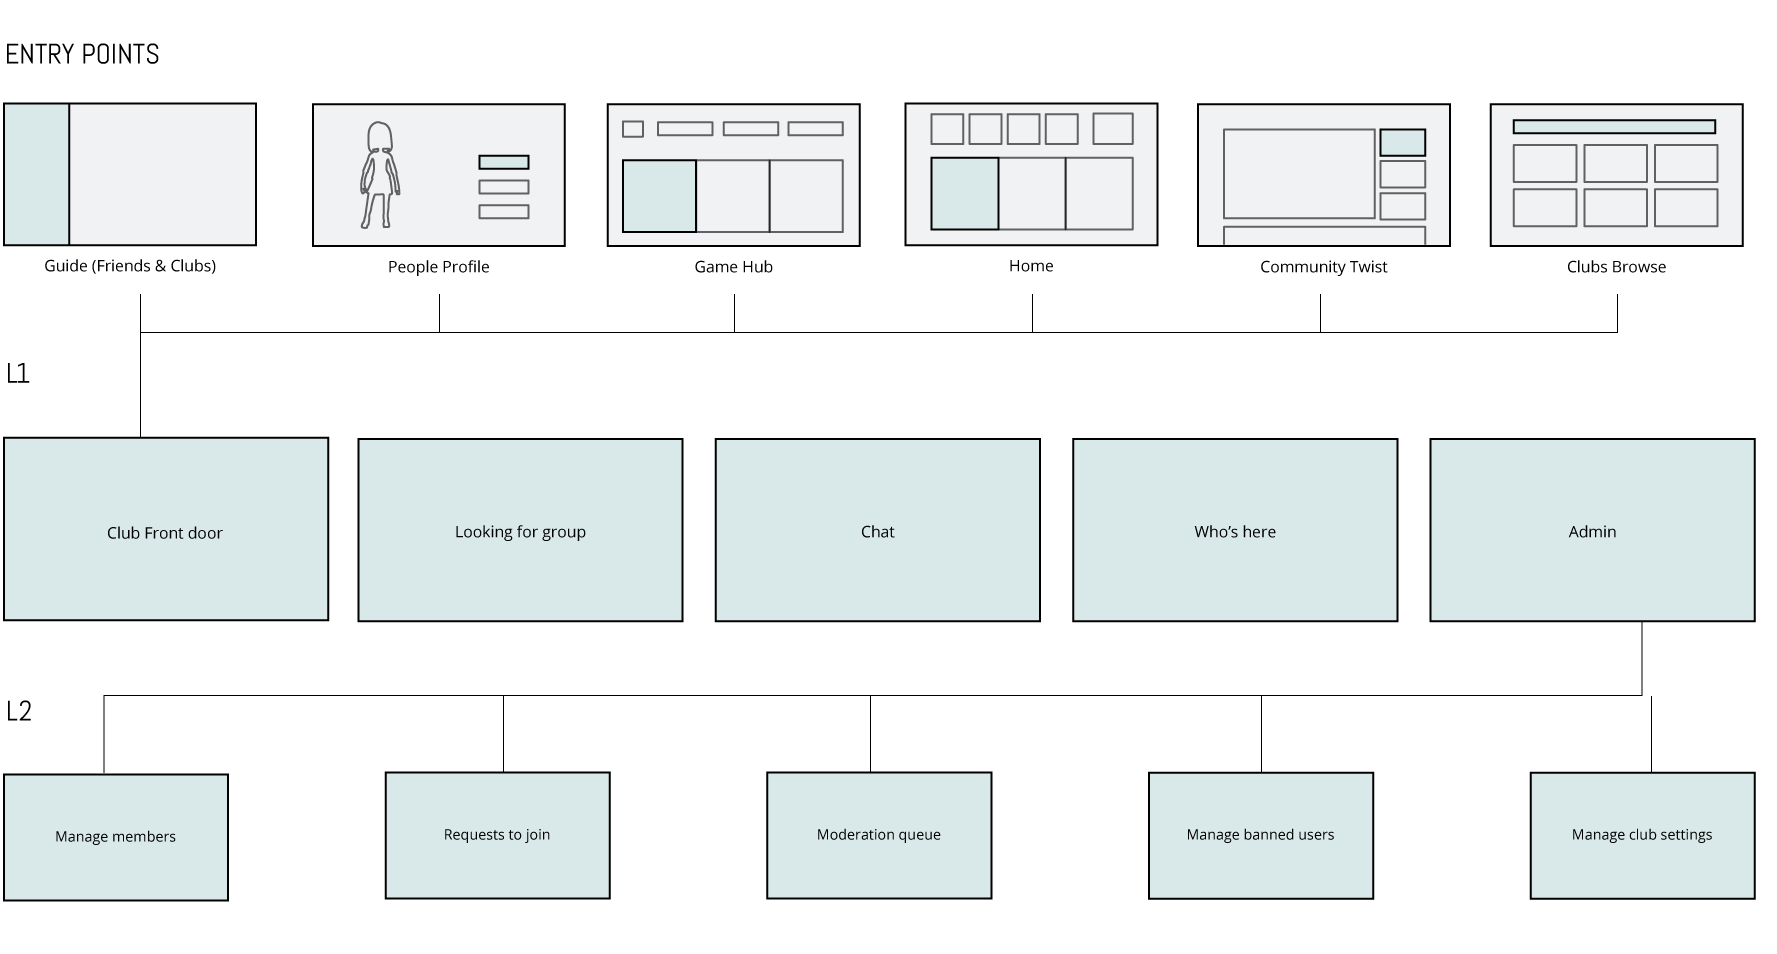 ENTRY POINTS
Guide (Friends & Clubs)
People Profile
Game Hub
Home
Community Twist
Clubs Browse
L1
Club Front door
Looking for group
Chat
Who’s here
Admin
L2
Manage members
Requests to join
Moderation queue
Manage banned users
Manage club settings